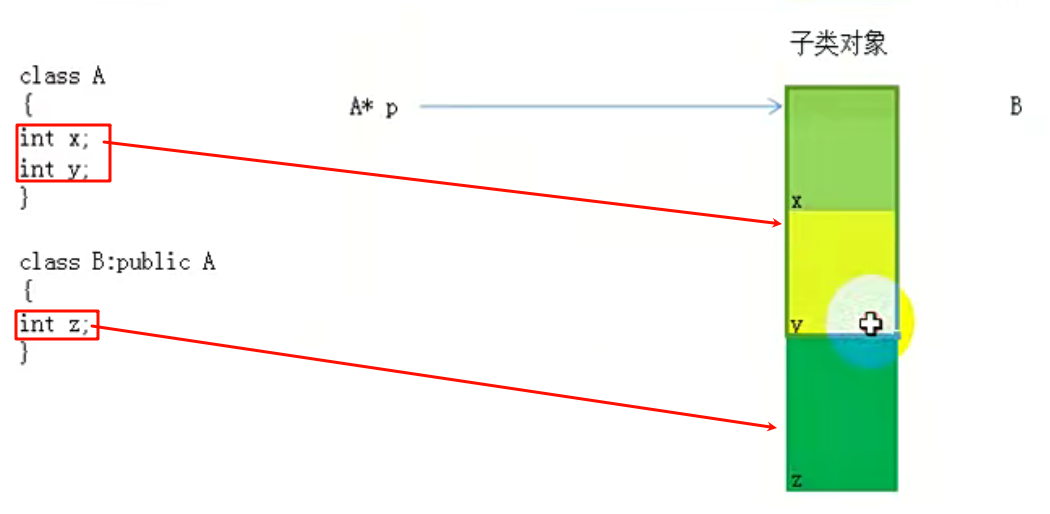 子类对象
class A
{
int x;
int y;
}
A* p
B
x
class B:public A
{
int z;
}
y
z